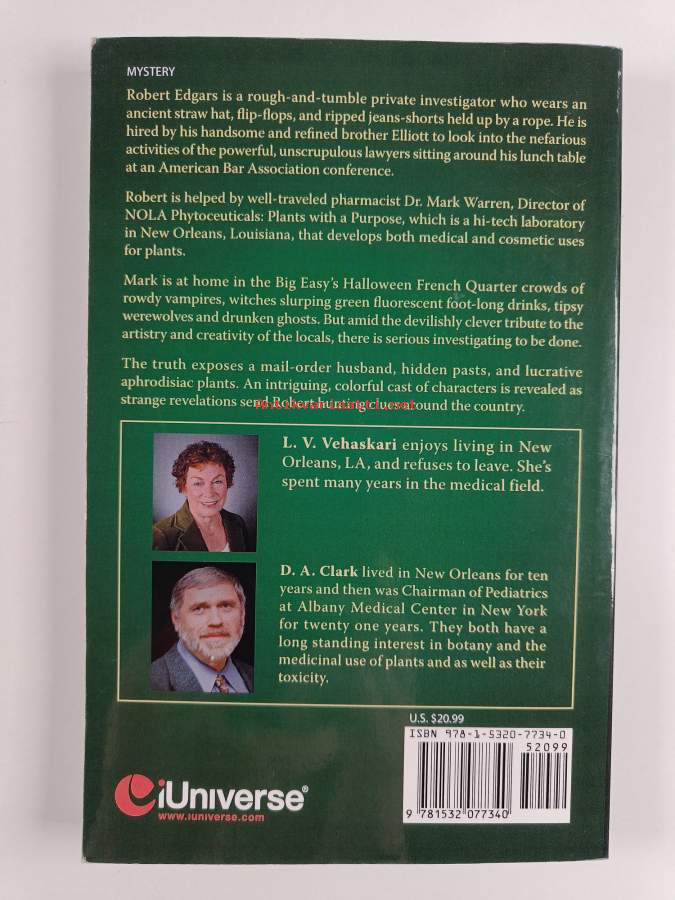 MYSTERY
Robert Edgars is a rough-and-tumble private investigator who wears an
ancient straw hat, flip-flops, and ripped jeans-shorts held up by a rope. He is
hired by his handsome and refined brother Elliott to look into the nefarious
activities of the powerful, unscrupulous lawyers sitting around his lunch table
at an American Bar Association conference.
Robert is helped by well-traveled pharmacist Dr. Mark Warren, Director of
NOLA Phytoceuticals: Plants with a Purpose, which is a hi-tech laboratory
in New Orleans, Louisiana, that develops both medical and cosmetic uses
for plants.
Mark is at home in the Big Easy's Halloween French Quarter crowds of
rowdy vampires, witches slurping green fluorescent foot-long drinks, tipsy
werewolves and drunken ghosts. But amid the devilishly clever tribute to the
artistry and creativity of the locals, there is serious investigating to be done.
The truth exposes a mail-order husband, hidden pasts, and lucrative
aphrodisiac plants. An intriguing, colorful cast of characters is revealed as
strange revelations send Robert hunting clues around the country.
L. V. Vehaskari enjoys living in New
Orleans, LA, and refuses to leave. She's
spent many years in the medical field.
D. A. Clark lived in New Orleans for ten
years and then was Chairman of Pediatrics
at Albany Medical Center in New York
for twenty one years. They both have a
long standing interest in botany and the
medicinal use of plants and as well as their
toxicity.
U.S. $20.99
ISBN 978-1-5320-7734-0
52099
9 781532 077340
iUniverse®
www.iuniverse.com